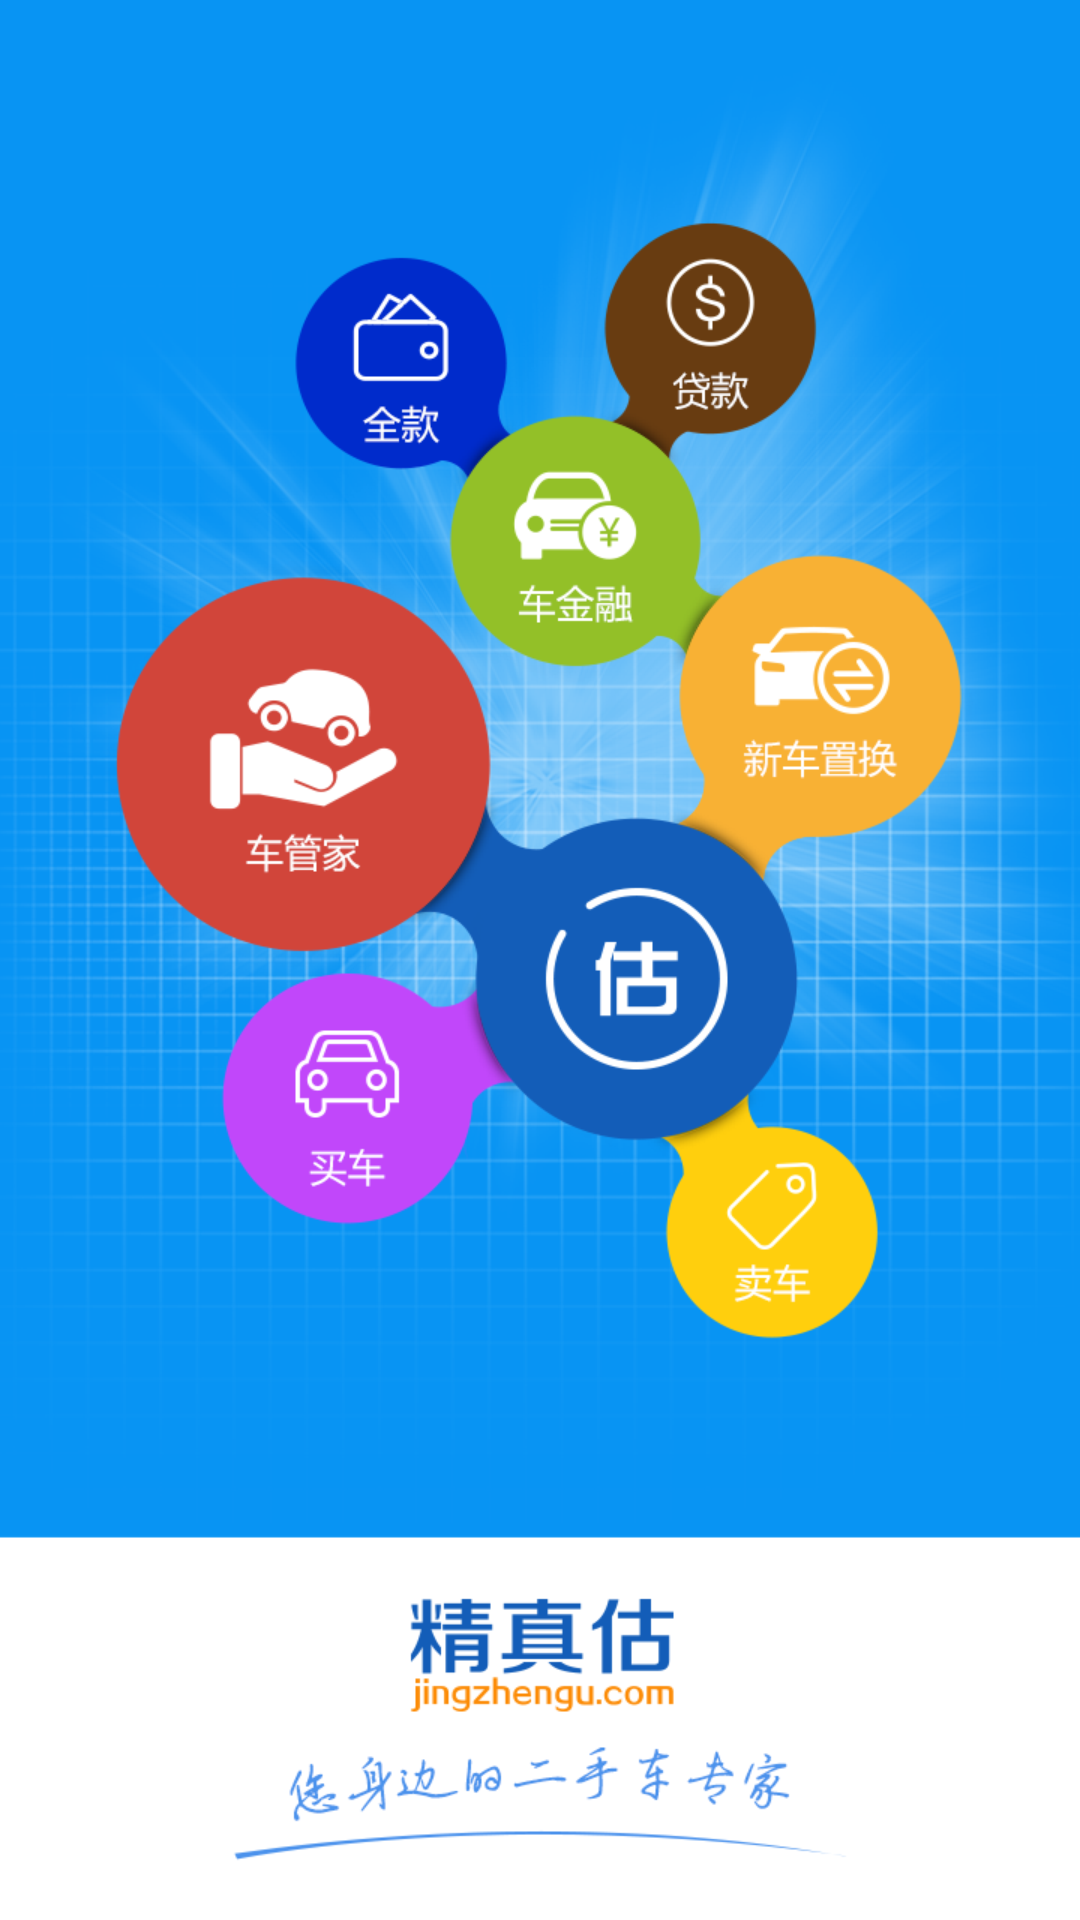 $
贷款
全款
¥
车金融
新车置换
车管家
估
买车
卖车
精真估
jingzhengu.com
您身边的二手车专家